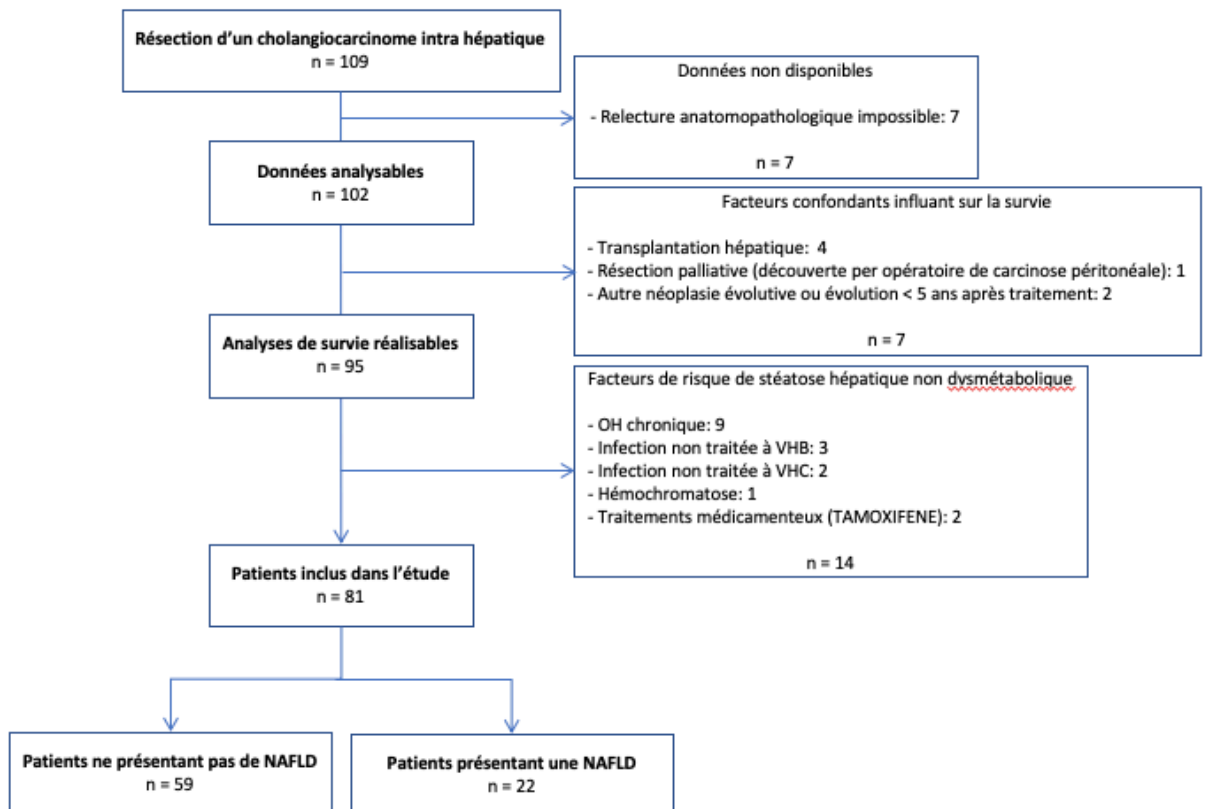 Résection d'un cholangiocarcinome intra hépatique
n = 109
Données non disponibles
- Relecture anatomopathologique impossible: 7
n = 7
Données analysables
n = 102
Facteurs confondants influant sur la survie
- Transplantation hépatique: 4
- Résection palliative (découverte per opératoire de carcinose péritonéale): 1
- Autre néoplasie évolutive ou évolution < 5 ans après traitement: 2
n = 7
Analyses de survie réalisables
n = 95
Facteurs de risque de stéatose hépatique non dvsmétabolique
- OH chronique: 9
- Infection non traitée à VHB: 3
- Infection non traitée à VHC: 2
- Hémochromatose: 1
- Traitements médicamenteux (TAMOXIFENE): 2
n = 14
Patients inclus dans l'étude
n = 81
Patients ne présentant pas de NAFLD
n = 59
Patients présentant une NAFLD
n = 22